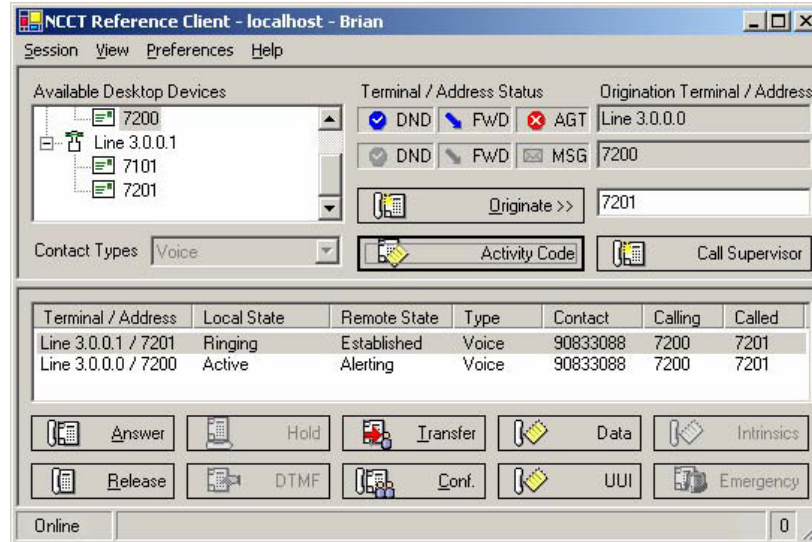 NCCT Reference Client - localhost - Brian
Session View Preferences Help
Available Desktop Devices
7200
Line 3.0.0.1
7101
7201
Contact Types Voice
Terminal / Address Status
DND FWD AGT
DND FWD MSG
Origination Terminal / Address
Line 3.0.0.0
7200
Originate >> 7201
Activity Code Call Supervisor
Terminal / Address Local State Remote State Type Contact Calling Called
Line 3.0.0.1 / 7201 Ringing Established Voice 90833088 7200 7201
Line 3.0.0.0 / 7200 Active Alerting Voice 90833088 7200 7201
Answer Hold Transfer Data Intrinsics
Release DTMF Conf. UUI Emergency
Online 0